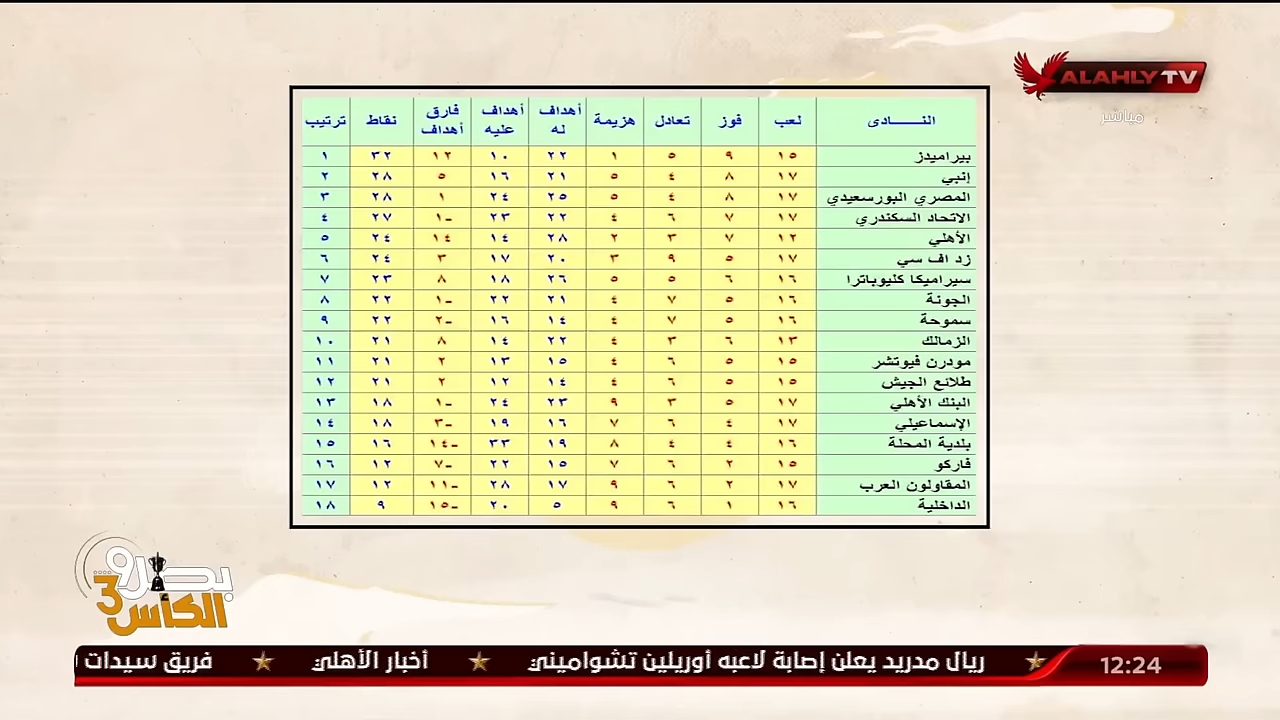 ALAHLY TV
مباشر
النــــادى لعب فوز تعادل هزيمة أهداف له أهداف عليه فارق أهداف نقاط ترتيب
بيراميدز ١٥ ٩ ٥ ١ ٢٢ ١٠ ١٢ ٣٢ ١
إنبي ١٧ ٨ ٤ ٥ ٢١ ١٦ ٥ ٢٨ ٢
المصري البورسعيدي ١٧ ٨ ٤ ٥ ٢٥ ٢٤ ١ ٢٨ ٣
الاتحاد السكندري ١٧ ٧ ٦ ٤ ٢٢ ٢٣ -١ ٢٧ ٤
الأهلي ١٢ ٧ ٣ ٢ ٢٨ ١٤ ١٤ ٢٤ ٥
زد اف سي ١٧ ٥ ٩ ٣ ٢٠ ١٧ ٣ ٢٤ ٦
سيراميكا كليوباترا ١٦ ٦ ٥ ٥ ٢٦ ١٨ ٨ ٢٣ ٧
الجونة ١٦ ٥ ٧ ٤ ٢١ ٢٢ -١ ٢٢ ٨
سموحة ١٦ ٥ ٧ ٤ ١٤ ١٦ -٢ ٢٢ ٩
الزمالك ١٣ ٦ ٣ ٤ ٢٢ ١٤ ٨ ٢١ ١٠
مودرن فيوتشر ١٥ ٥ ٦ ٤ ١٥ ١٣ ٢ ٢١ ١١
طلائع الجيش ١٥ ٥ ٦ ٤ ١٤ ١٢ ٢ ٢١ ١٢
البنك الأهلي ١٧ ٥ ٣ ٩ ٢٣ ٢٤ -١ ١٨ ١٣
الإسماعيلي ١٧ ٤ ٦ ٧ ١٦ ١٩ -٣ ١٨ ١٤
بلدية المحلة ١٦ ٤ ٤ ٨ ١٩ ٣٣ -١٤ ١٦ ١٥
فاركو ١٥ ٢ ٦ ٧ ١٥ ٢٢ -٧ ١٢ ١٦
المقاولون العرب ١٧ ٢ ٦ ٩ ١٧ ٢٨ -١١ ١٢ ١٧
الداخلية ١٦ ١ ٦ ٩ ٥ ٢٠ -١٥ ٩ ١٨
الكأس 3
12:24 ريال مدريد يعلن إصابة لاعبه أوريلين تشواميني أخبار الأهلي فريق سيدات